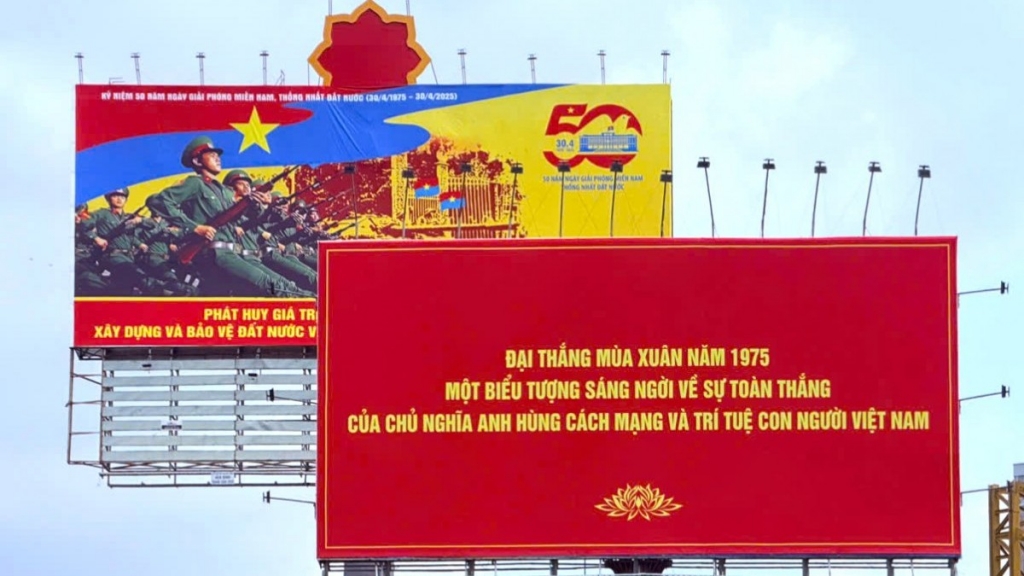 KỶ NIỆM 50 NĂM NGÀY GIẢI PHÓNG MIỀN NAM, THỐNG NHẤT ĐẤT NƯỚC (30/4/1975 - 30/4/2025)
50
30.4
50 NĂM NGÀY GIẢI PHÓNG MIỀN NAM
THỐNG NHẤT ĐẤT NƯỚC
PHÁT HUY GIÁ TR
XÂY DỰNG VÀ BẢO VỆ ĐẤT NƯỚC V
ĐẠI THẮNG MÙA XUÂN NĂM 1975
MỘT BIỂU TƯỢNG SÁNG NGỜI VỀ SỰ TOÀN THẮNG
CỦA CHỦ NGHĨA ANH HÙNG CÁCH MẠNG VÀ TRÍ TUỆ CON NGƯỜI VIỆT NAM